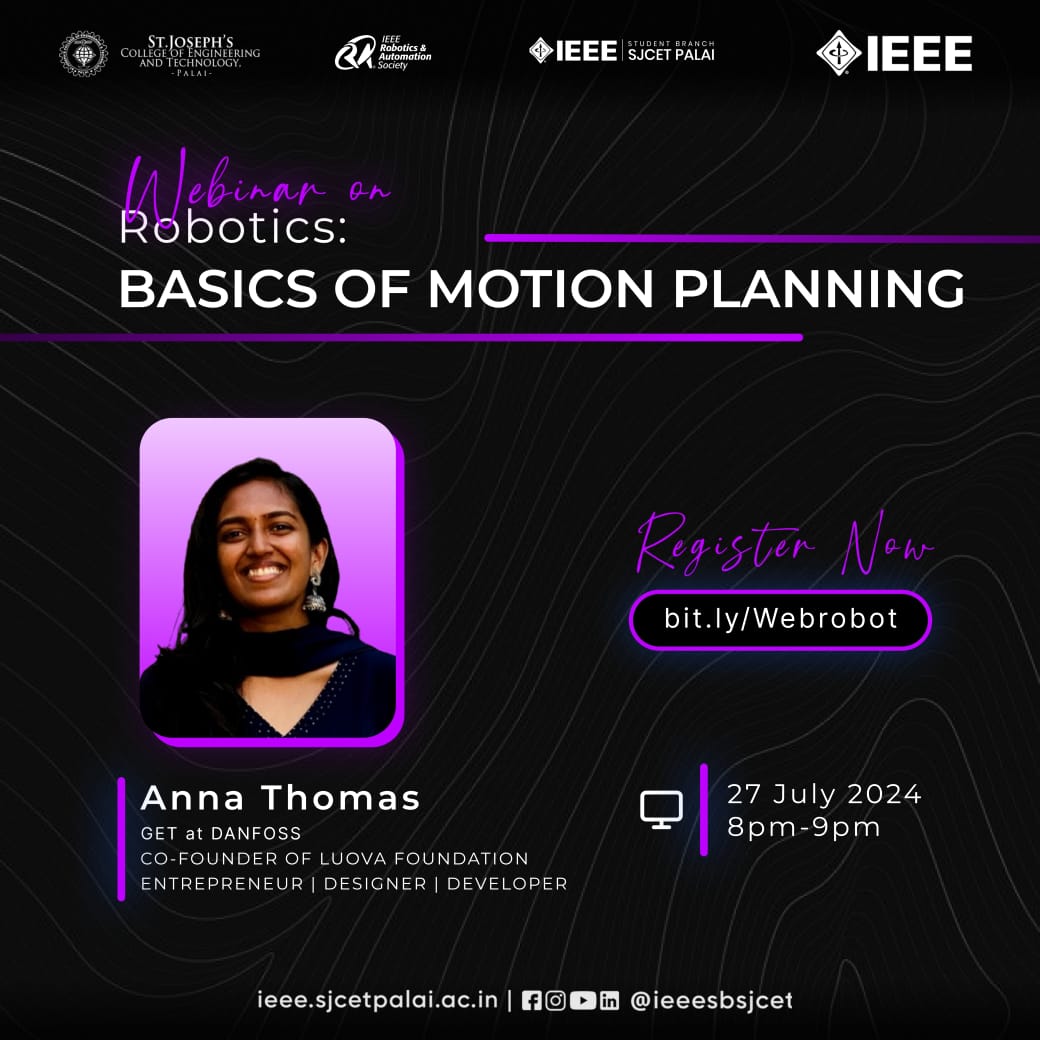 ST.JOSEPH'S
COLLEGE OF ENGINEERING
AND TECHNOLOGY,
-PALAI-
IEEE
Robotics &
Automation
Society
IEEE
STUDENT BRANCH
SJCET PALAI
IEEE
Webinar on
Robotics:
BASICS OF MOTION PLANNING
Register Now
bit.ly/Webrobot
Anna Thomas
GET at DANFOSS
CO-FOUNDER OF LUOVA FOUNDATION
ENTREPRENEUR | DESIGNER | DEVELOPER
27 July 2024
8pm-9pm
ieee.sjcetpalai.ac.in | @ieeesbsjcet